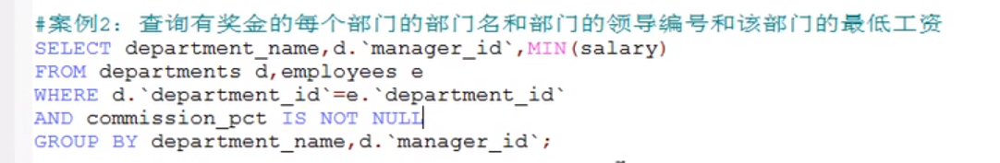 #案例2：查询有奖金的每个部门的部门名和部门的领导编号和该部门的最低工资
SELECT department_name,d.`manager_id`,MIN(salary)
FROM departments d,employees e
WHERE d.`department_id`=e.`department_id`
AND commission_pct IS NOT NULL
GROUP BY department_name,d.`manager_id`;